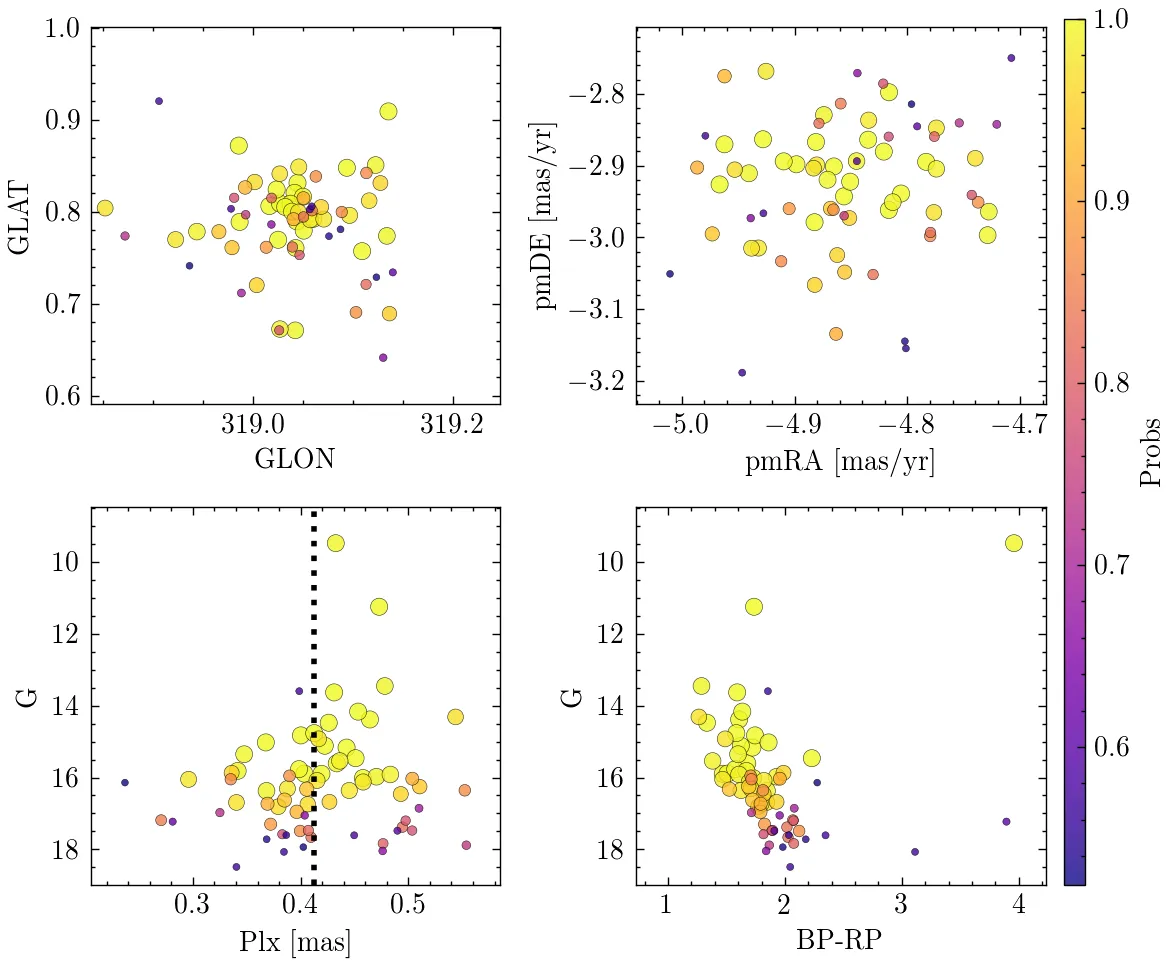 1.0
0.9
0.8
0.7
0.6
GLAT
319.0 319.2
GLON
−2.8
−2.9
−3.0
−3.1
−3.2
pmDE [mas/yr]
−5.0 −4.9 −4.8 −4.7
pmRA [mas/yr]
10
12
14
16
18
G
0.3 0.4 0.5
Plx [mas]
10
12
14
16
18
G
1 2 3 4
BP-RP
1.0
0.9
0.8
0.7
0.6
Probs